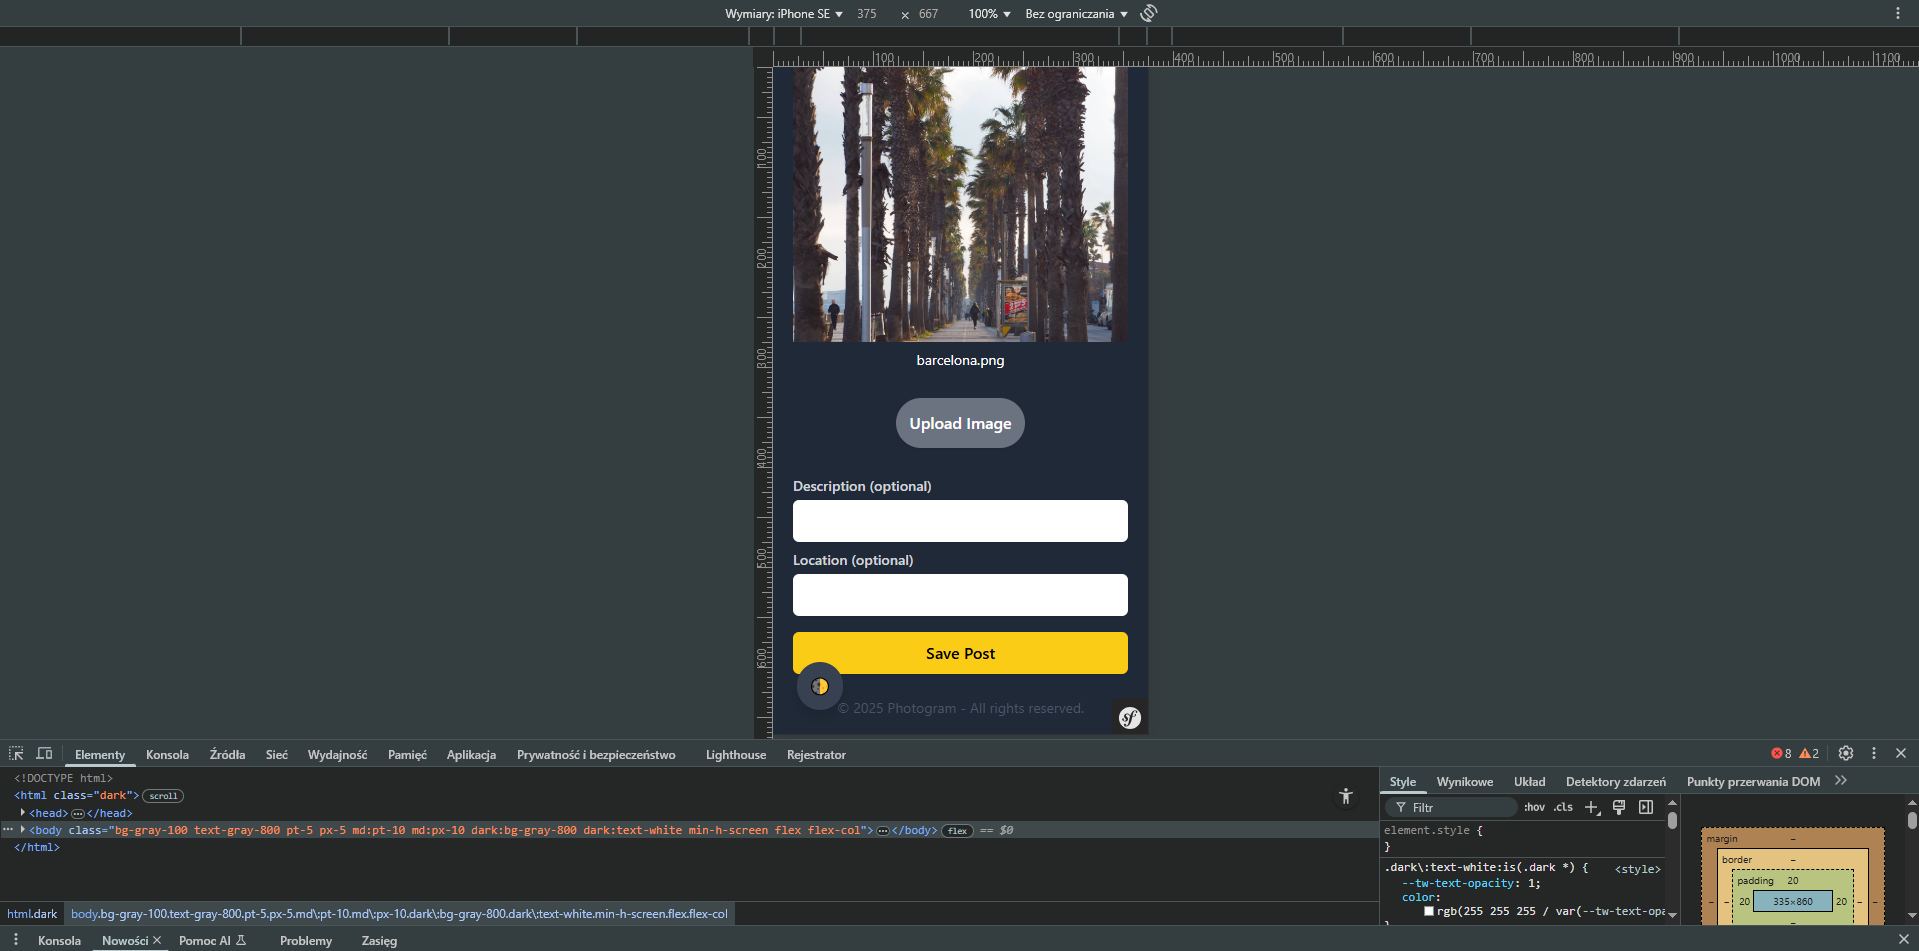 Wymiary: iPhone SE 375 × 667 100% Bez ograniczania
100 200 300 400 500 600 700 800 900 1000 1100
100
200
300
400
500
600
barcelona.png
Upload Image
Description (optional)
Location (optional)
Save Post
© 2025 Photogram - All rights reserved.
sf
Elementy Konsola Źródła Sieć Wydajność Pamięć Aplikacja Prywatność i bezpieczeństwo Lighthouse Rejestrator 8 2
<!DOCTYPE html>
<html class="dark"> scroll
<head> ⋯ </head>
<body class="bg-gray-100 text-gray-800 pt-5 px-5 md:pt-10 md:px-10 dark:bg-gray-800 dark:text-white min-h-screen flex flex-col"> ⋯ </body> flex == $0
</html>
html.dark body.bg-gray-100.text-gray-800.pt-5.px-5.md\:pt-10.md\:px-10.dark\:bg-gray-800.dark\:text-white.min-h-screen.flex.flex-col
Style Wynikowe Układ Detektory zdarzeń Punkty przerwania DOM
Filtr :hov .cls
element.style {
}
.dark\:text-white:is(.dark *) { <style>
--tw-text-opacity: 1;
color:
rgb(255 255 255 / var(--tw-text-opa
}
margin –
border –
padding 20
– – 20 335×860 20 – –
–
Konsola Nowości Pomoc AI Problemy Zasięg